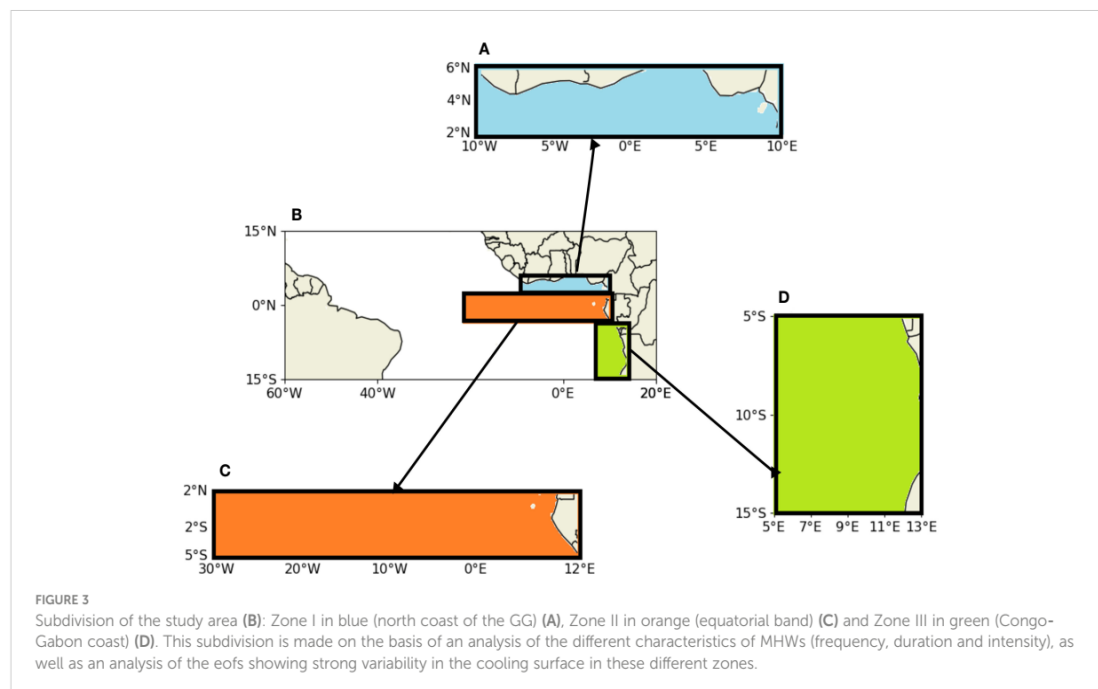 A
6°N
4°N
2°N
10°W 5°W 0°E 5°E 10°E
B
15°N
0°N
15°S
60°W 40°W 0°E 20°E
D
5°S
10°S
15°S
5°E 7°E 9°E 11°E 13°E
C
2°N
2°S
5°S
30°W 20°W 10°W 0°E 12°E
FIGURE 3
Subdivision of the study area (B): Zone I in blue (north coast of the GG) (A), Zone II in orange (equatorial band) (C) and Zone III in green (Congo-
Gabon coast) (D). This subdivision is made on the basis of an analysis of the different characteristics of MHWs (frequency, duration and intensity), as
well as an analysis of the eofs showing strong variability in the cooling surface in these different zones.